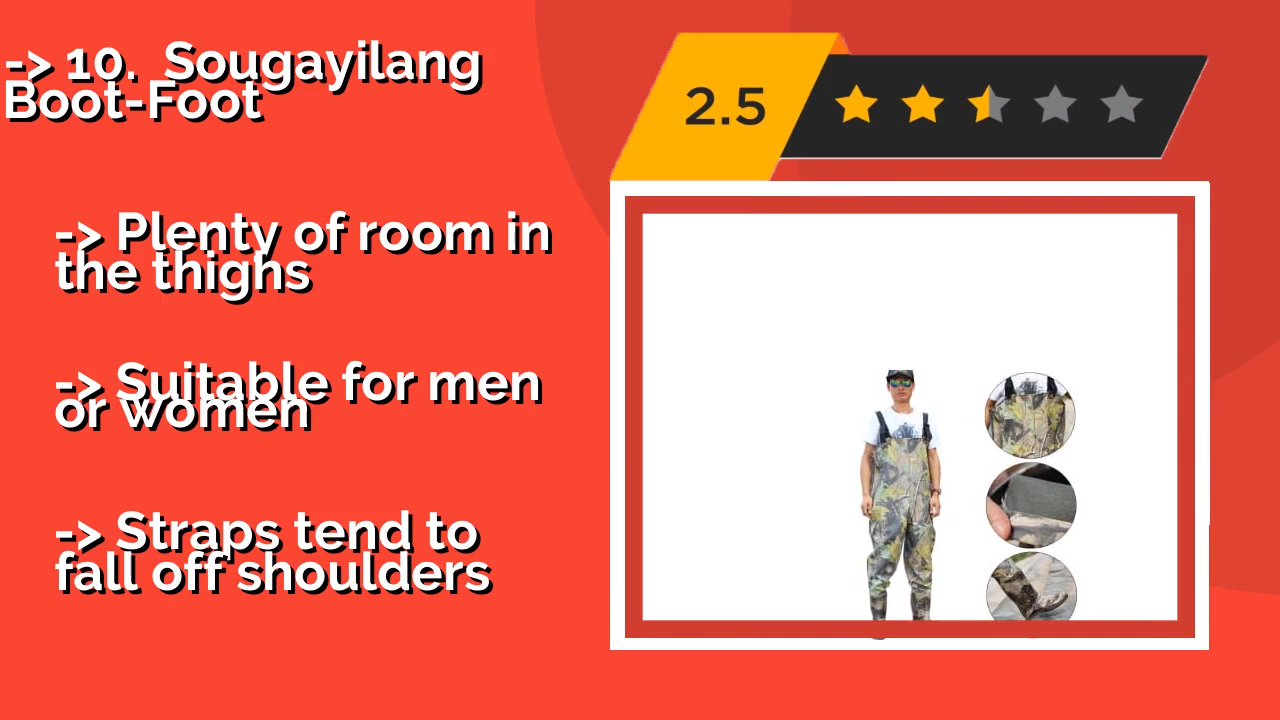 -> 10.  Sougayilang
Boot-Foot
2.5
-> Plenty of room in
the thighs
-> Suitable for men
or women
-> Straps tend to
fall off shoulders